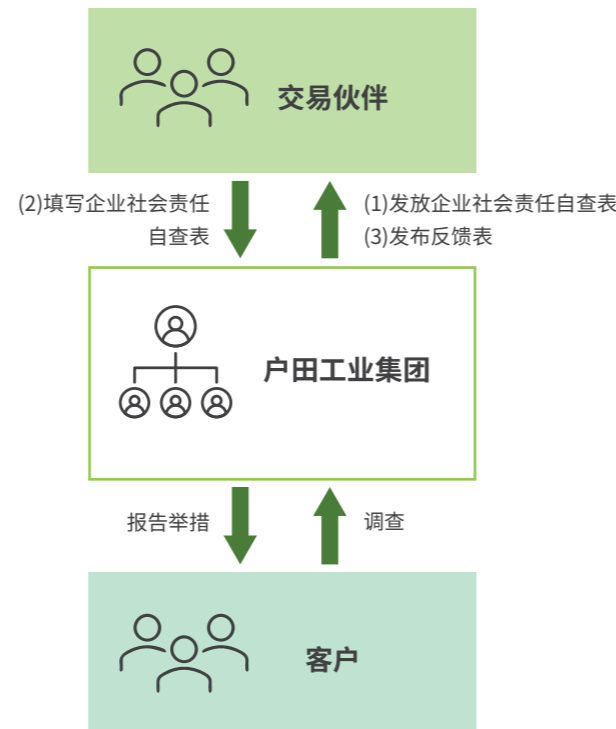 交易伙伴
(2)填写企业社会责任
自查表
(1)发放企业社会责任自查表
(3)发布反馈表
户田工业集团
报告举措
调查
客户